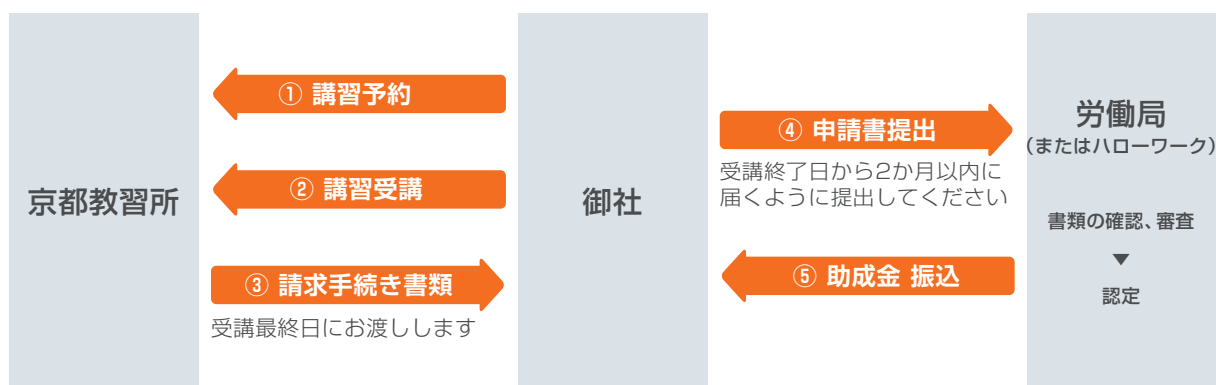 京都教習所
① 講習予約
② 講習受講
③ 請求手続き書類
受講最終日にお渡しします
御社
④ 申請書提出
受講終了日から2か月以内に
届くように提出してください
⑤ 助成金 振込
労働局
(またはハローワーク)
書類の確認、審査
▼
認定